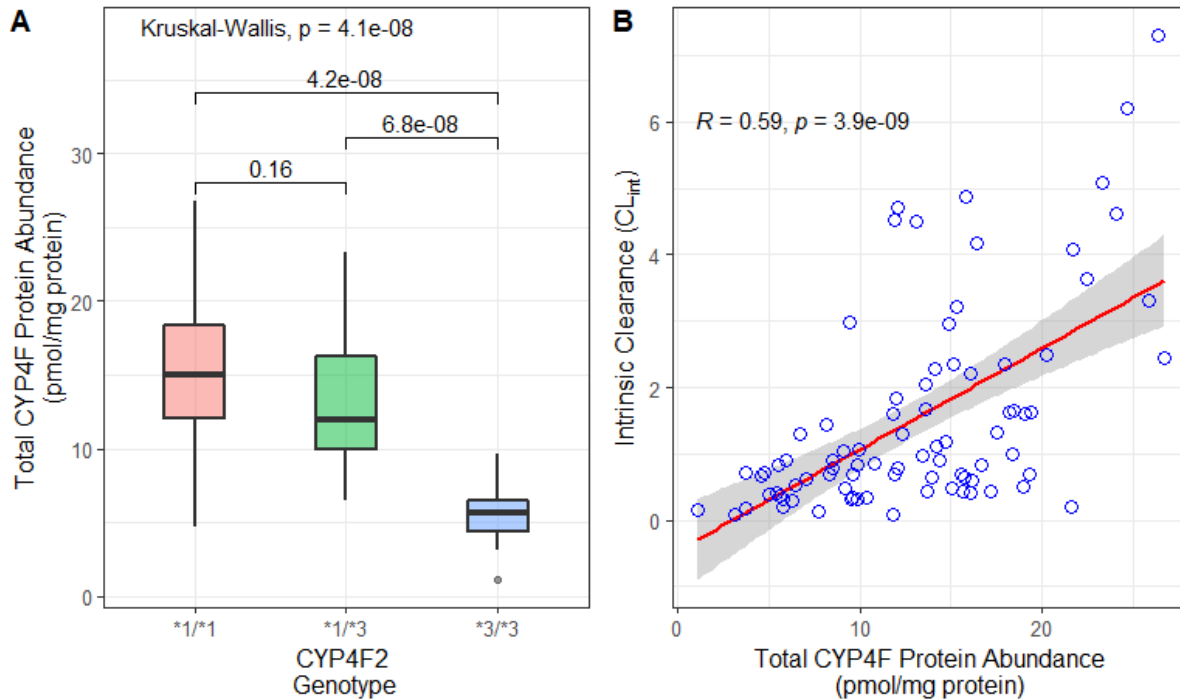 A
Kruskal-Wallis, p = 4.1e-08
4.2e-08
6.8e-08
0.16
Total CYP4F Protein Abundance
(pmol/mg protein)
30
20
10
0
*1/*1
*1/*3
*3/*3
CYP4F2
Genotype
B
R = 0.59, p = 3.9e-09
Intrinsic Clearance (CLint)
6
4
2
0
0
10
20
Total CYP4F Protein Abundance
(pmol/mg protein)